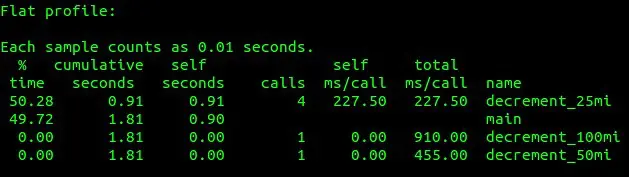 Flat profile:
Each sample counts as 0.01 seconds.
% cumulative self self total
time seconds seconds calls ms/call ms/call name
50.28 0.91 0.91 4 227.50 227.50 decrement_25mi
49.72 1.81 0.90 main
0.00 1.81 0.00 1 0.00 910.00 decrement_100mi
0.00 1.81 0.00 1 0.00 455.00 decrement_50mi